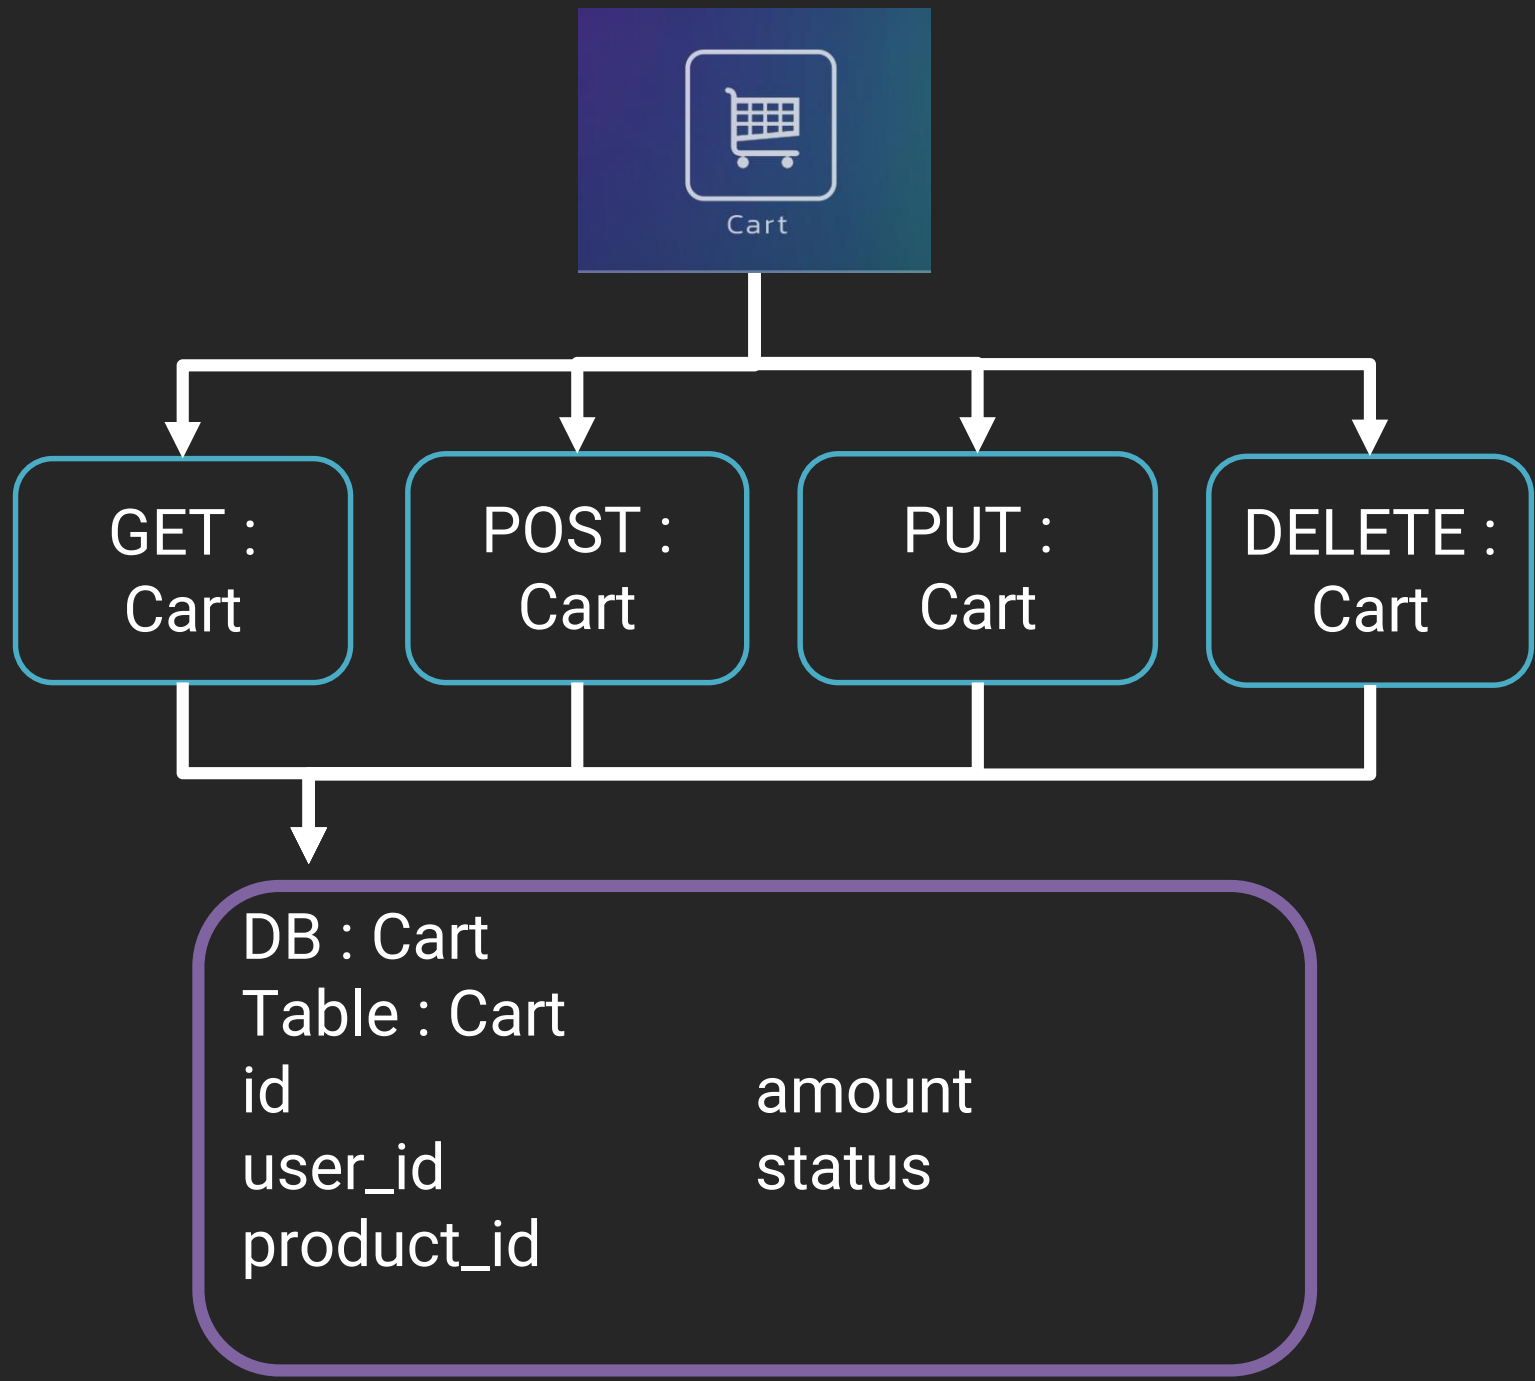 Cart
GET :
Cart
POST :
Cart
PUT :
Cart
DELETE :
Cart
DB : Cart
Table : Cart
id
user_id
product_id
amount
status